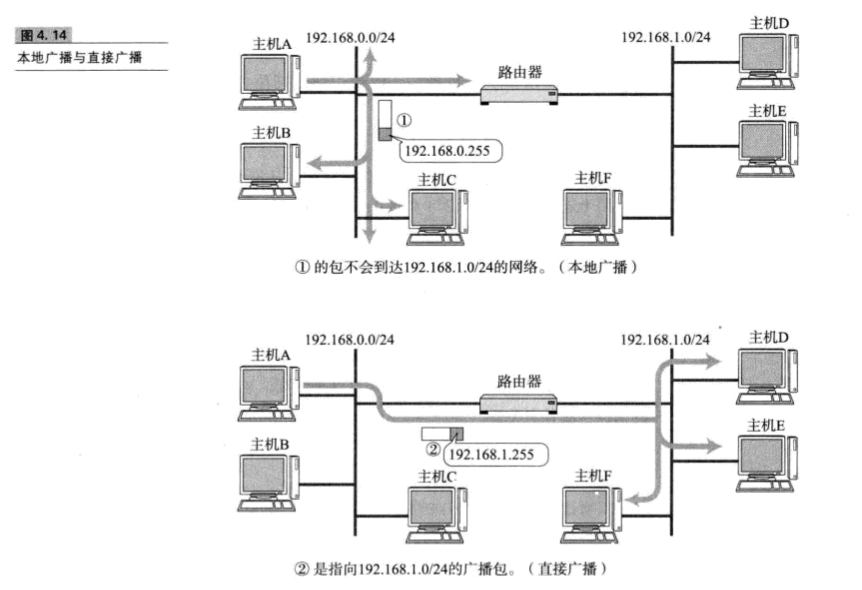 图 4.14
本地广播与直接广播
主机A
192.168.0.0/24
192.168.1.0/24
主机D
路由器
①
主机B
主机E
192.168.0.255
主机C
主机F
① 的包不会到达192.168.1.0/24的网络。（本地广播）
192.168.0.0/24
192.168.1.0/24
主机A
主机D
路由器
主机B
主机E
②
192.168.1.255
主机C
主机F
② 是指向192.168.1.0/24的广播包。（直接广播）